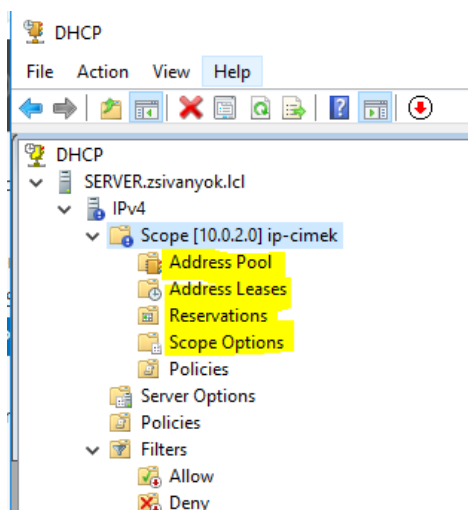 DHCP
File Action View Help
DHCP
SERVER.zsivanyok.lcl
IPv4
Scope [10.0.2.0] ip-cimek
Address Pool
Address Leases
Reservations
Scope Options
Policies
Server Options
Policies
Filters
Allow
Deny